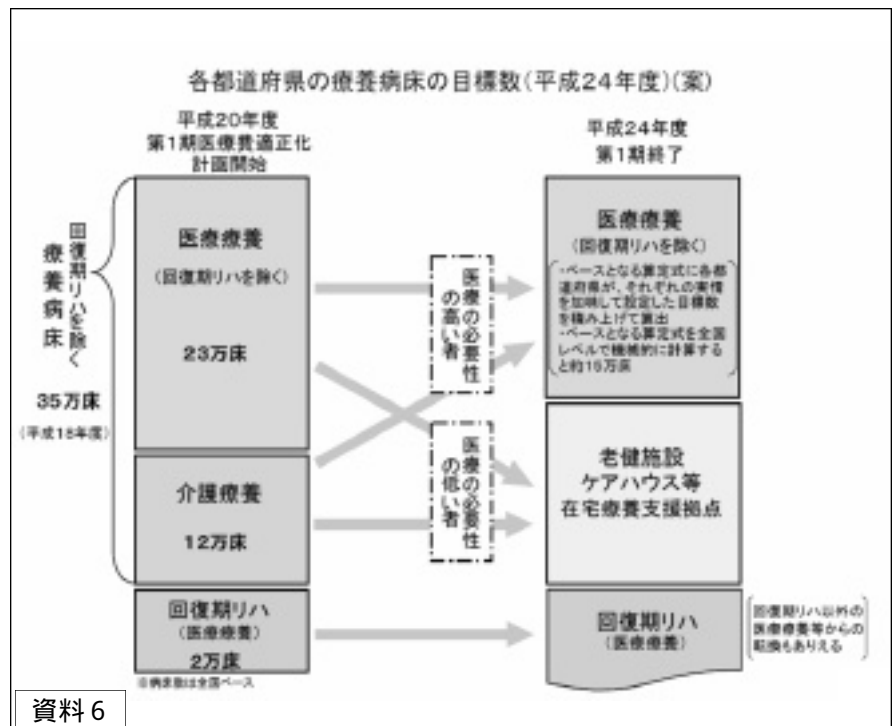 各都道府県の療養病床の目標数(平成24年度)(案)
平成20年度
第1期医療費適正化
計画開始
平成24年度
第1期終了
回復期リハを除く
療養病床
35万床
(平成18年度)
医療療養
(回復期リハを除く)
23万床
介護療養
12万床
回復期リハ
(医療療養)
2万床
※病床数は全国ベース
医療の必要性
の高い者
医療の必要性
の低い者
医療療養
(回復期リハを除く)
・ベースとなる算定式に各都
道府県が、それぞれの実情
を加味して設定した目標数
を積み上げて算出
・ベースとなる算定式を全国
レベルで機械的に計算する
と約15万床
老健施設
ケアハウス等
在宅療養支援拠点
回復期リハ
(医療療養)
回復期リハ以外の
医療療養等からの
転換もありえる
資料6